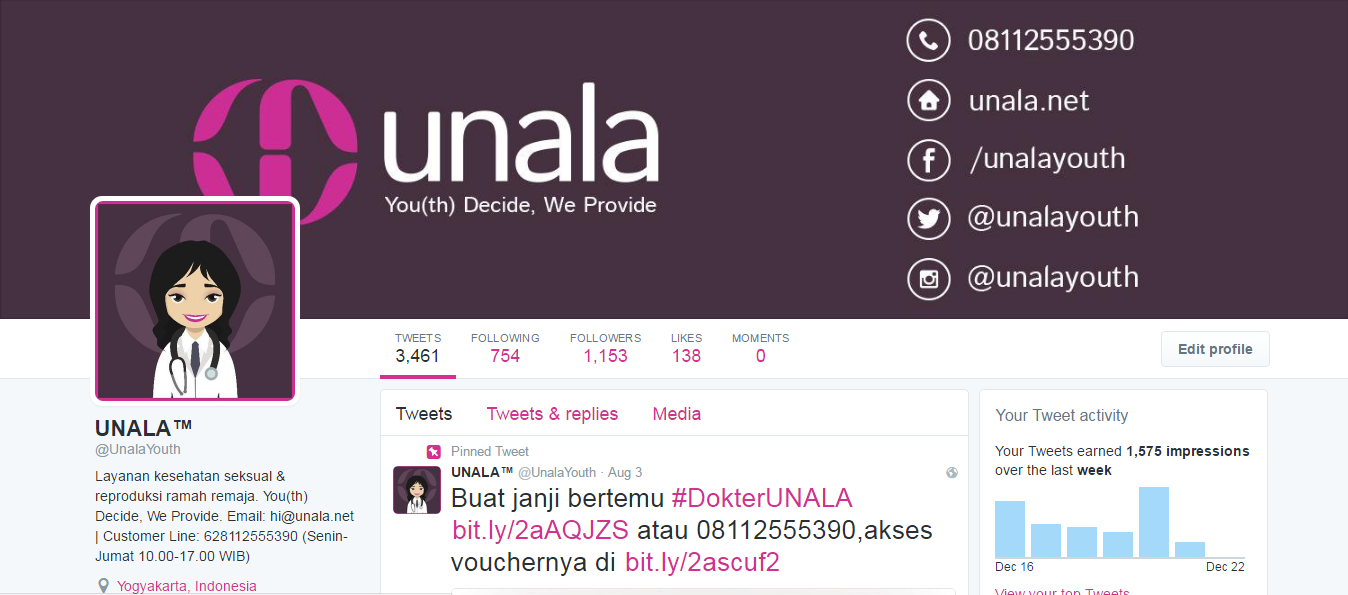 unala
You(th) Decide, We Provide
08112555390
unala.net
/unalayouth
@unalayouth
@unalayouth
TWEETS
3,461
FOLLOWING
754
FOLLOWERS
1,153
LIKES
138
MOMENTS
0
Edit profile
UNALA™
@UnalaYouth
Layanan kesehatan seksual &
reproduksi ramah remaja. You(th)
Decide, We Provide. Email: hi@unala.net
| Customer Line: 628112555390 (Senin-
Jumat 10.00-17.00 WIB)
Yogyakarta, Indonesia
Tweets Tweets & replies Media
Pinned Tweet
UNALA™ @UnalaYouth · Aug 3
Buat janji bertemu #DokterUNALA
bit.ly/2aAQJZS atau 08112555390,akses
vouchernya di bit.ly/2ascuf2
Your Tweet activity
Your Tweets earned 1,575 impressions
over the last week
Dec 16 Dec 22
View your top Tweets